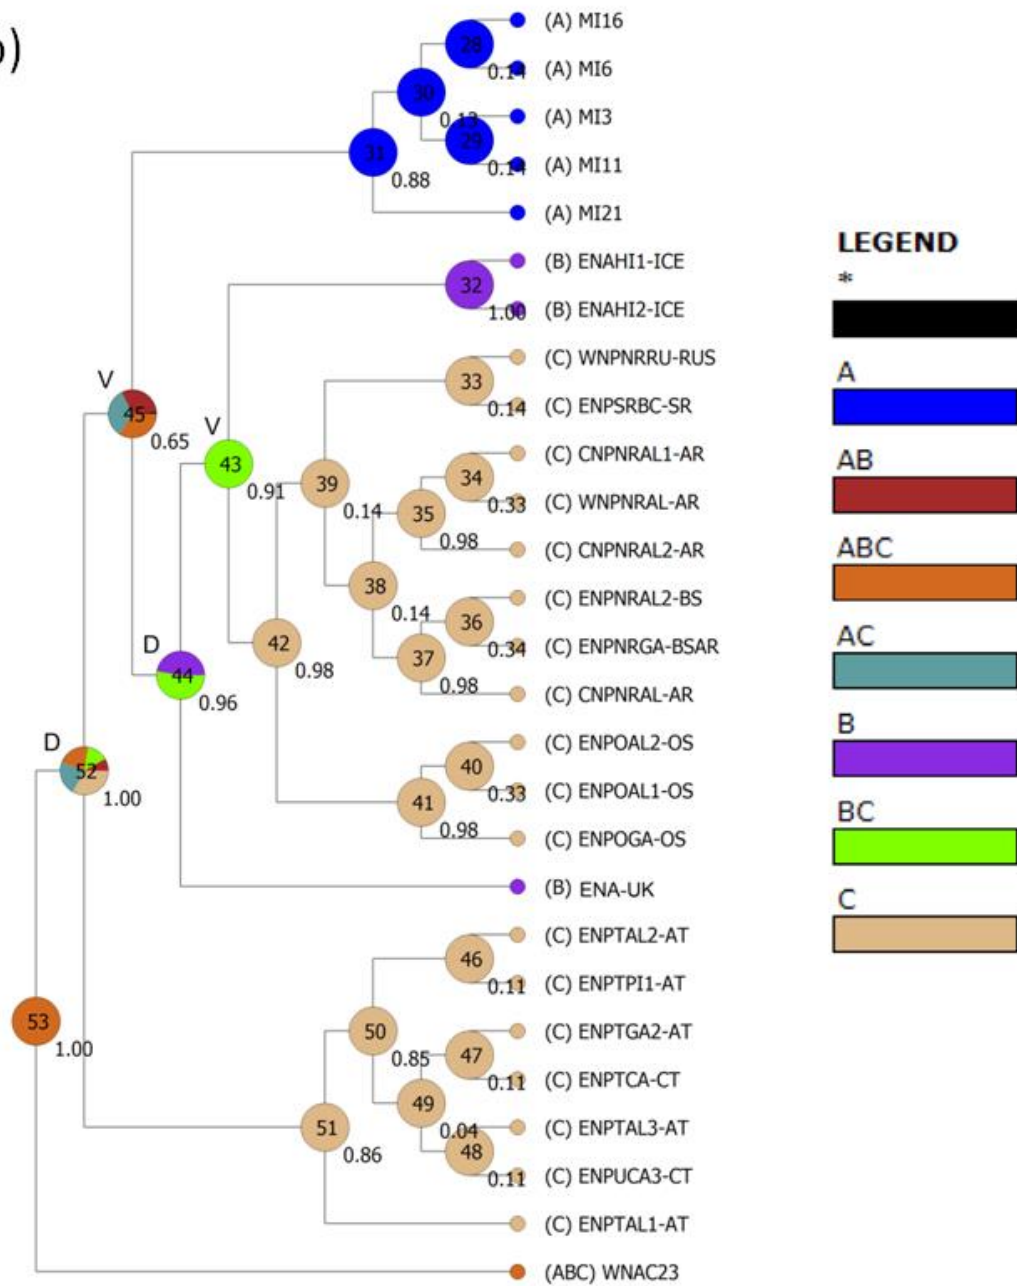 b)
(A) MI16
28
0.14
(A) MI6
30
0.13
(A) MI3
29
0.14
(A) MI11
31
0.88
(A) MI21
(B) ENAHI1-ICE
32
1.00
(B) ENAHI2-ICE
(C) WNPNRRU-RUS
33
0.14
(C) ENPSRBC-SR
V
45
0.65
V
43
0.91
39
0.14
(C) CNPNRAL1-AR
34
0.33
(C) WNPNRAL-AR
35
0.98
(C) CNPNRAL2-AR
38
0.14
(C) ENPNRAL2-BS
36
0.34
(C) ENPNRGA-BSAR
37
0.98
(C) CNPNRAL-AR
42
0.98
D
44
0.96
(C) ENPOAL2-OS
40
0.33
(C) ENPOAL1-OS
41
0.98
(C) ENPOGA-OS
D
52
1.00
(B) ENA-UK
(C) ENPTAL2-AT
46
0.11
(C) ENPTPI1-AT
50
0.85
(C) ENPTGA2-AT
47
0.11
(C) ENPTCA-CT
49
0.04
(C) ENPTAL3-AT
48
0.11
(C) ENPUCA3-CT
51
0.86
(C) ENPTAL1-AT
53
1.00
(ABC) WNAC23
LEGEND
*
A
AB
ABC
AC
B
BC
C